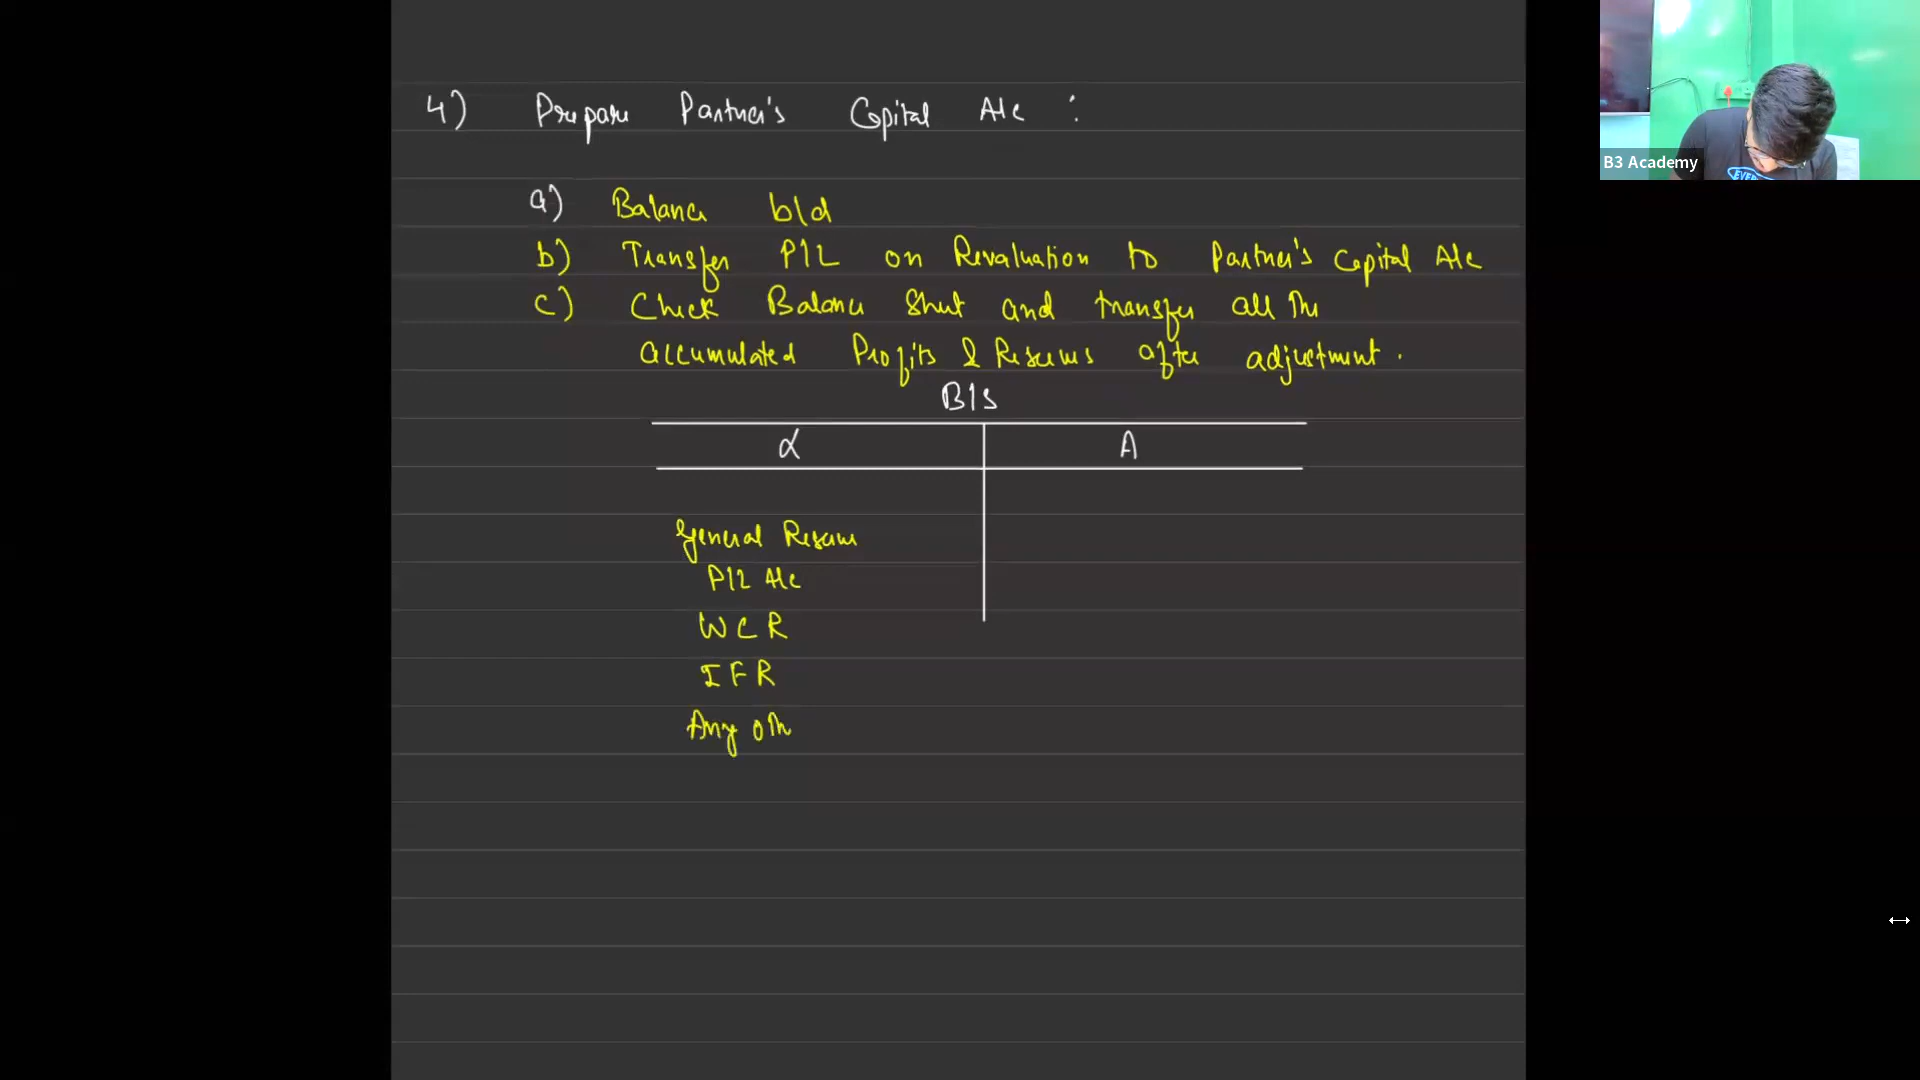 4) Prepare Partner's Capital A/c :
a) Balance b/d
b) Transfer P/L on Revaluation to Partner's Capital A/c
c) Check Balance Sheet and transfer all the
accumulated Profits & Reserves after adjustment.
B/S
L A
General Reserve
P/L A/c
WCR
IFR
Any oth
B3 Academy